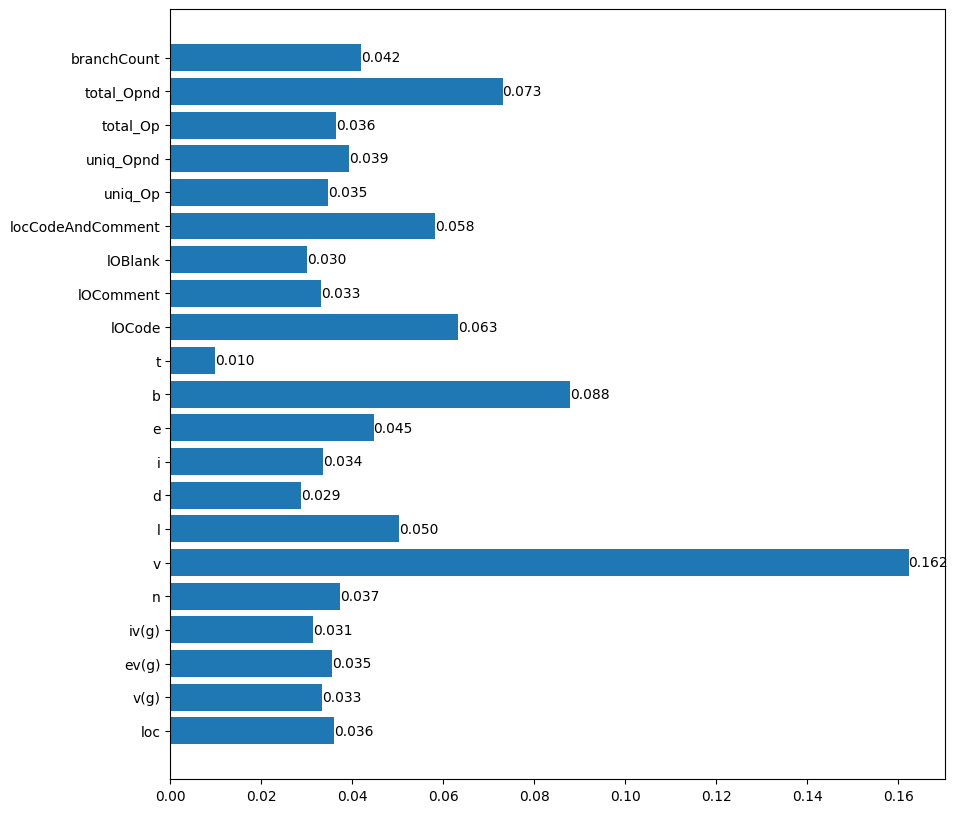 branchCount 0.042
total_Opnd 0.073
total_Op 0.036
uniq_Opnd 0.039
uniq_Op 0.035
locCodeAndComment 0.058
lOBlank 0.030
lOComment 0.033
lOCode 0.063
t 0.010
b 0.088
e 0.045
i 0.034
d 0.029
l 0.050
v 0.162
n 0.037
iv(g) 0.031
ev(g) 0.035
v(g) 0.033
loc 0.036
0.00 0.02 0.04 0.06 0.08 0.10 0.12 0.14 0.16